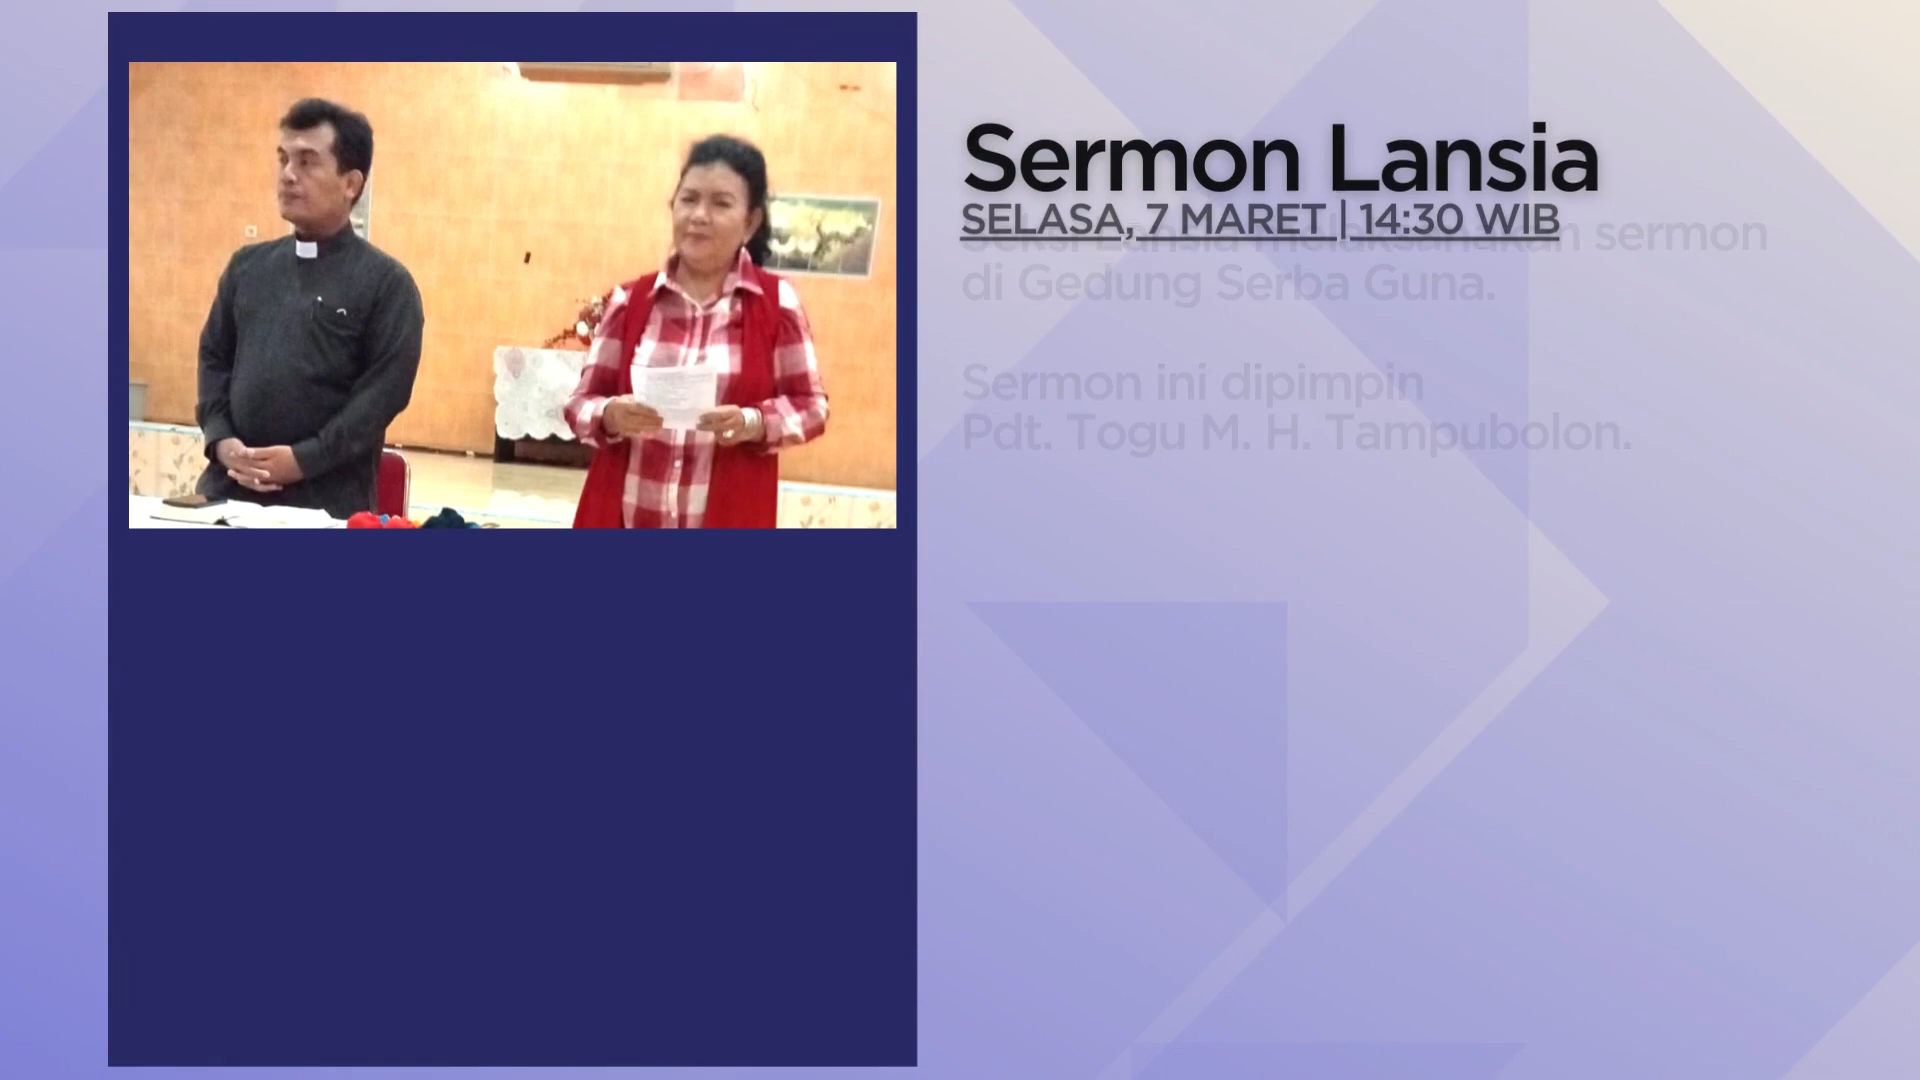 Sermon Lansia
SELASA, 7 MARET | 14:30 WIB
Seksi Lansia melaksanakan sermon
di Gedung Serba Guna.
Sermon ini dipimpin
Pdt. Togu M. H. Tampubolon.